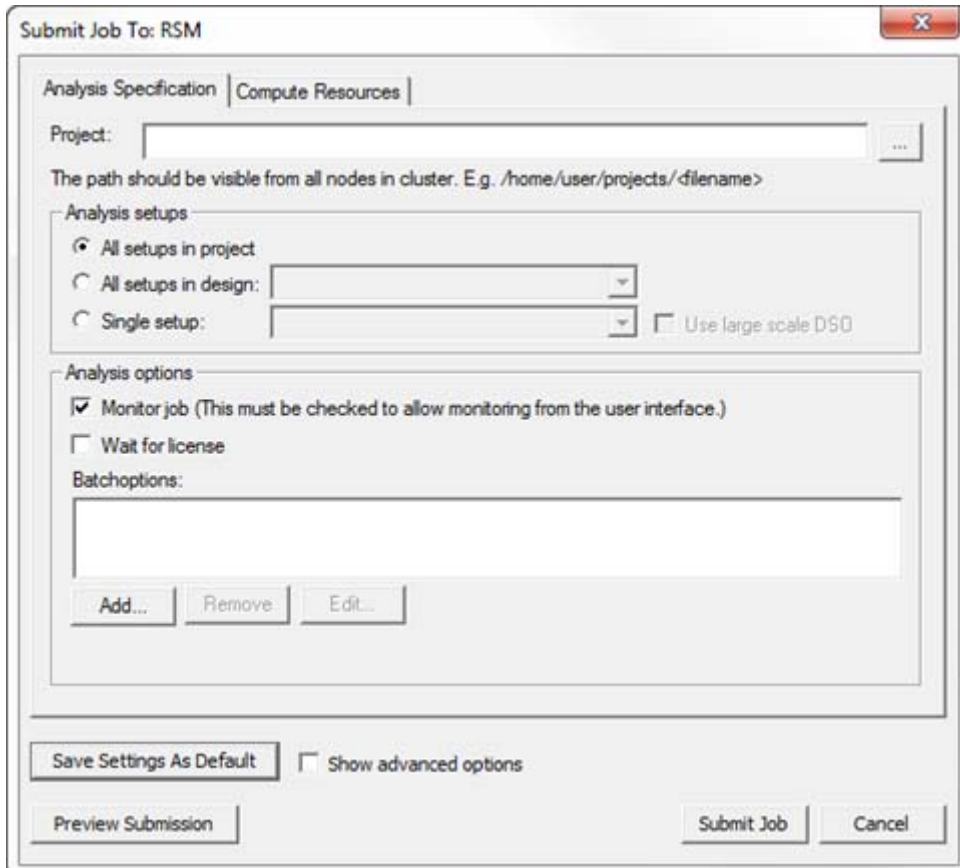 Submit Job To: RSM
Analysis Specification
Compute Resources
Project:
...
The path should be visible from all nodes in cluster. E.g. /home/user/projects/<filename>
Analysis setups
All setups in project
All setups in design:
Single setup:
Use large scale DSO
Analysis options
Monitor job (This must be checked to allow monitoring from the user interface.)
Wait for license
Batchoptions:
Add... Remove Edit...
Save Settings As Default
Show advanced options
Preview Submission
Submit Job
Cancel